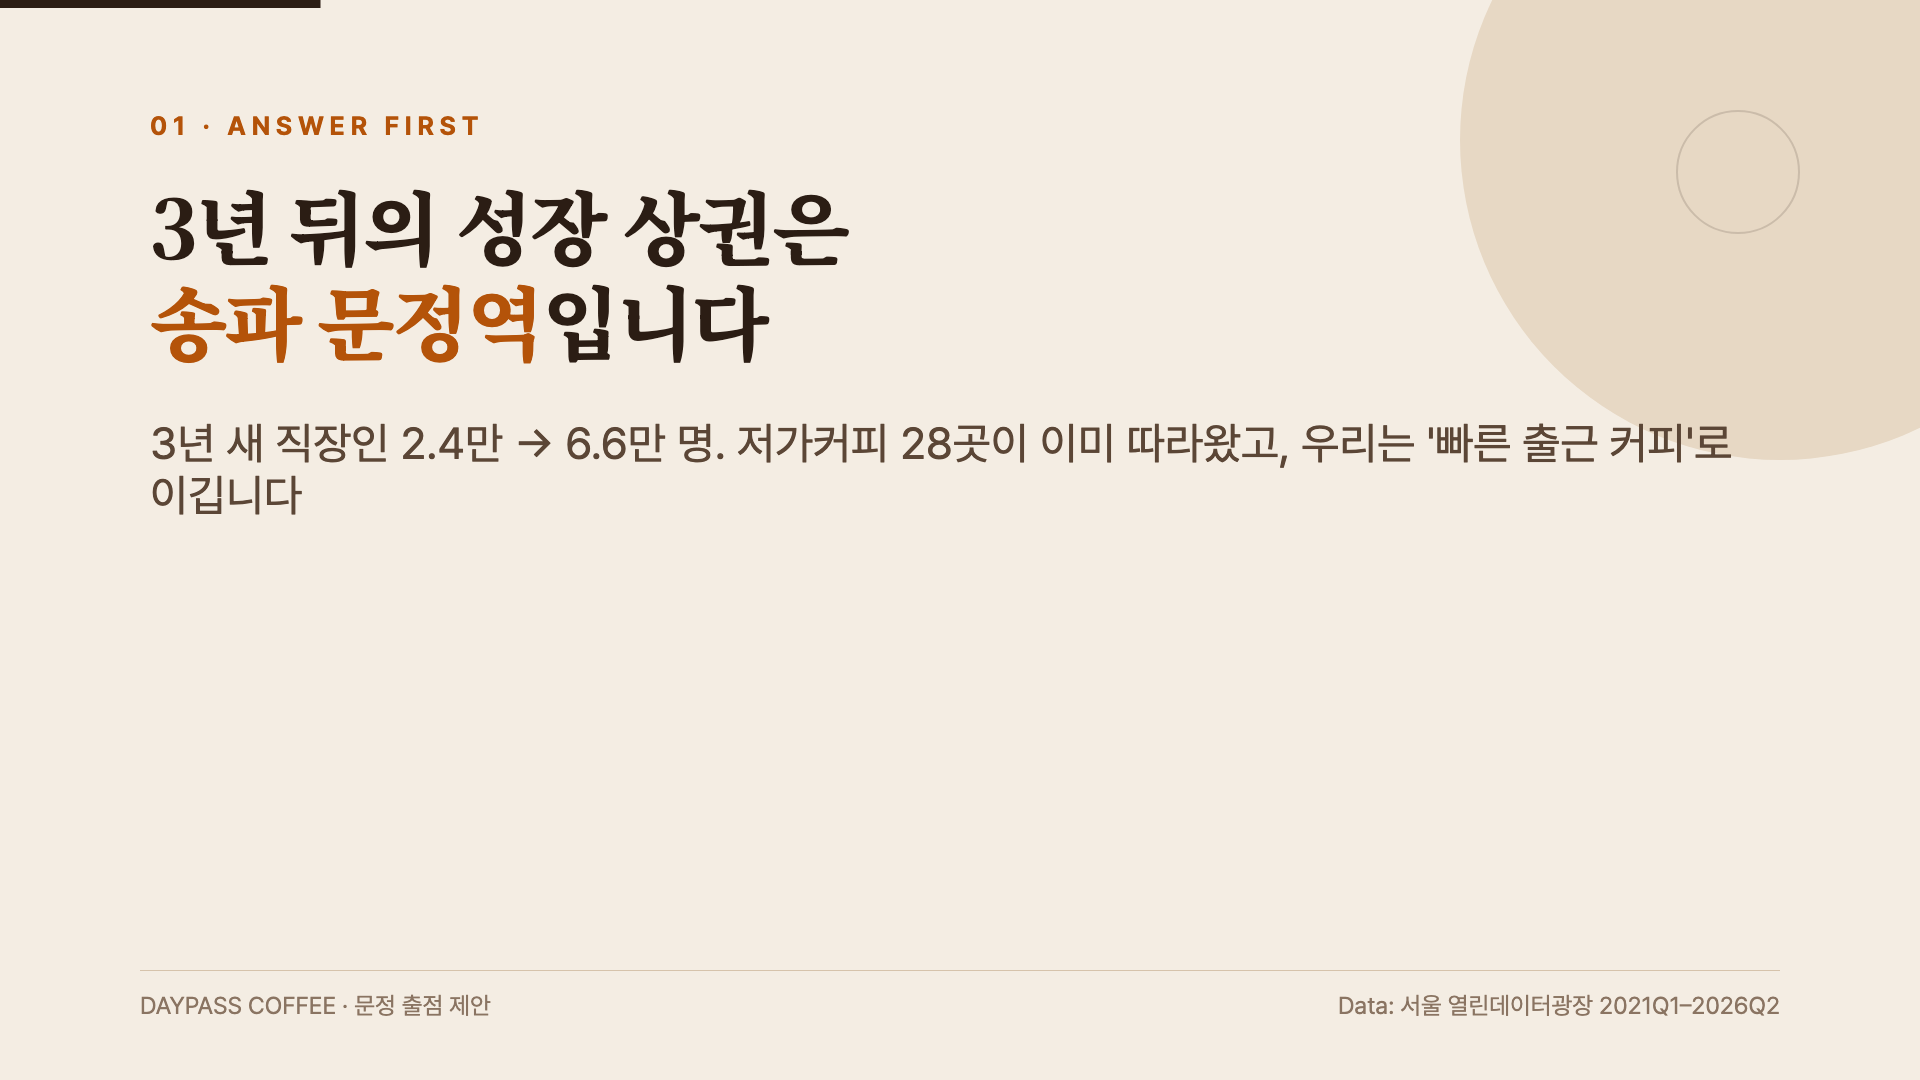 01 · ANSWER FIRST
3년 뒤의 성장 상권은
송파 문정역입니다
3년 새 직장인 2.4만 → 6.6만 명. 저가커피 28곳이 이미 따라왔고, 우리는 '빠른 출근 커피'로
이깁니다
DAYPASS COFFEE · 문정 출점 제안
Data: 서울 열린데이터광장 2021Q1–2026Q2